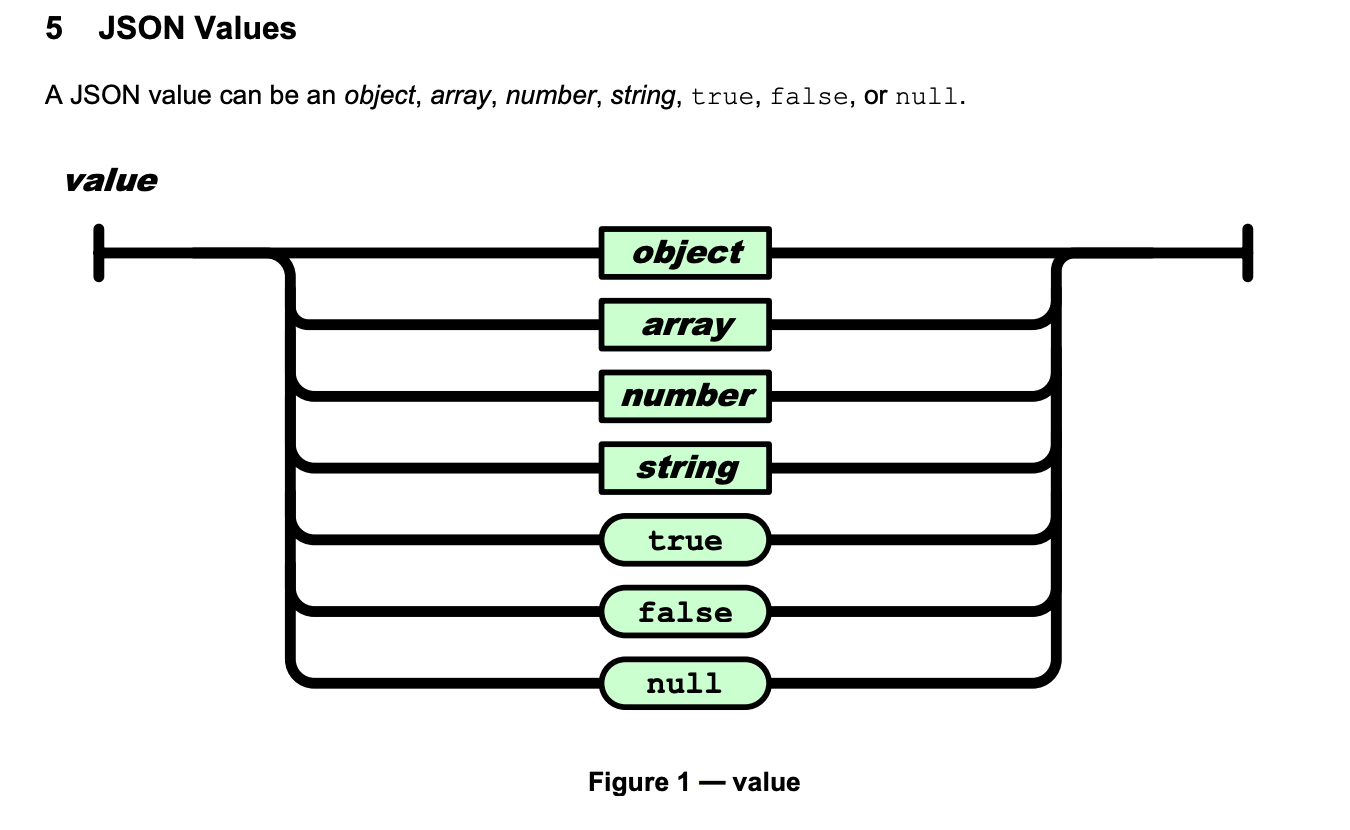 5 JSON Values
A JSON value can be an object, array, number, string, true, false, or null.
value
object
array
number
string
true
false
null
Figure 1 — value